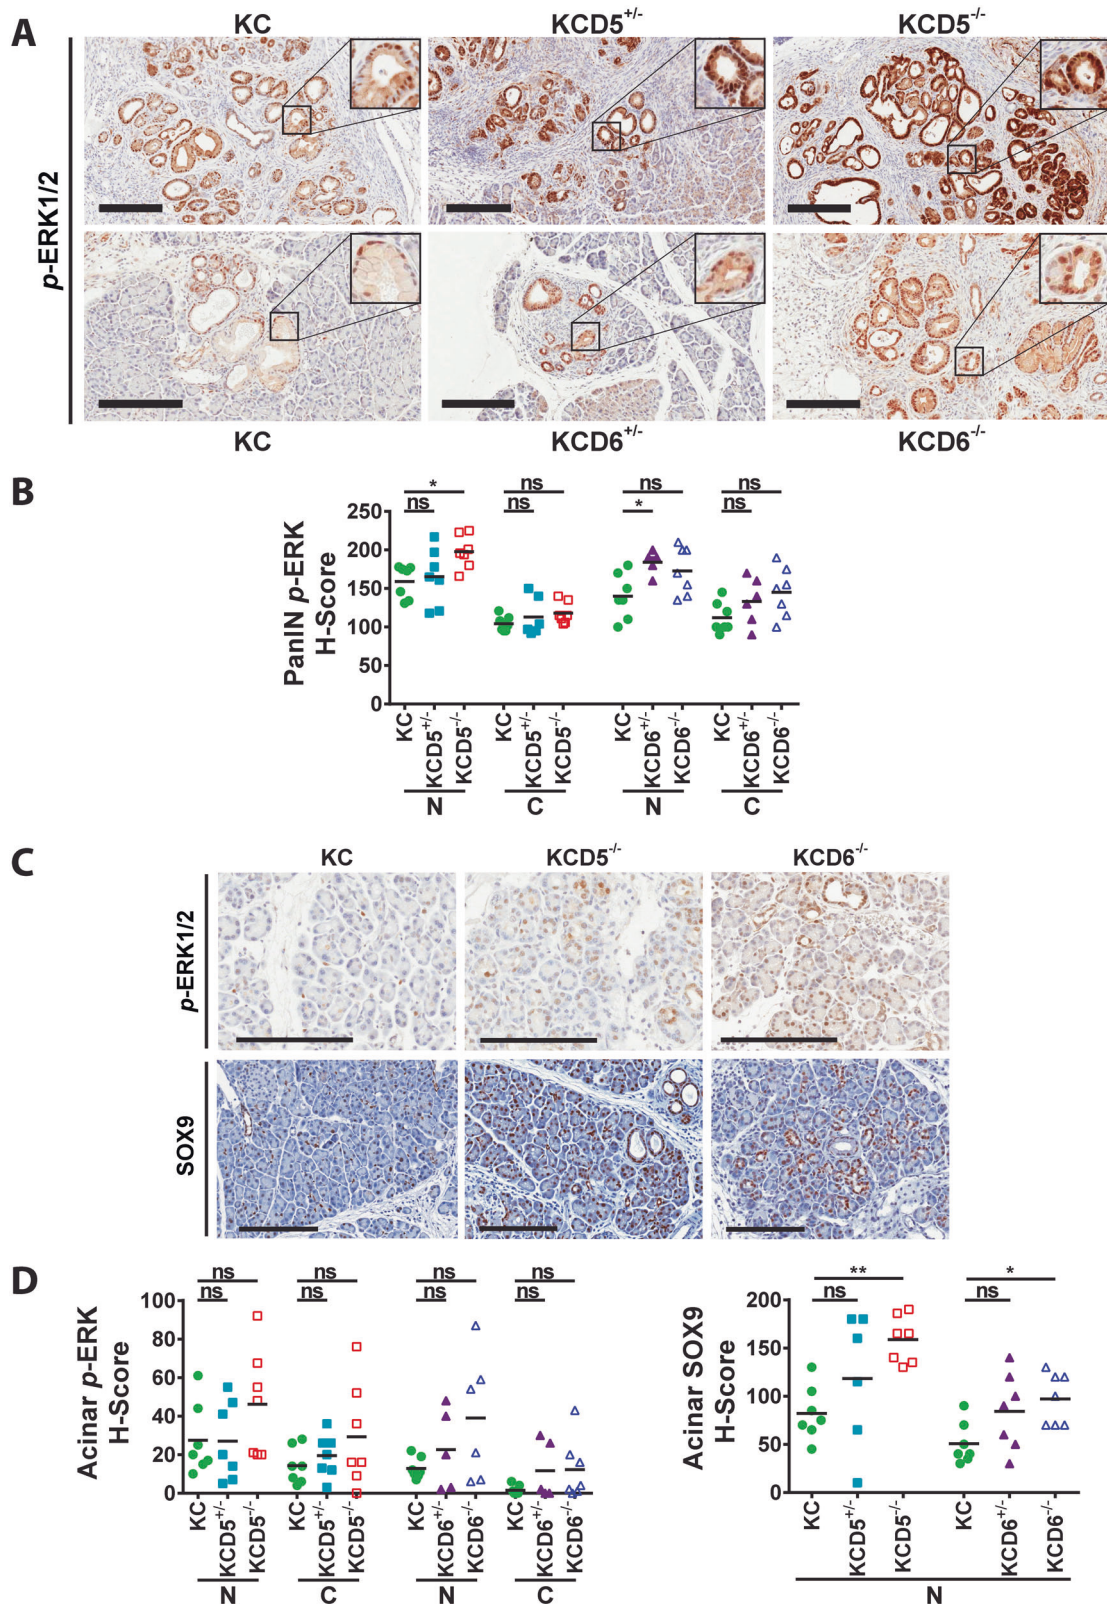 A
KC KCD5+/- KCD5-/-
p-ERK1/2
KC KCD6+/- KCD6-/-
B
* ns ns ns
ns ns * ns
PanIN p-ERK
H-Score
250
200
150
100
50
0
KC KCD5+/- KCD5-/- KC KCD5+/- KCD5-/- KC KCD6+/- KCD6-/- KC KCD6+/- KCD6-/-
N C N C
C
KC KCD5-/- KCD6-/-
p-ERK1/2
SOX9
D
ns ns ns ns
ns ns ns ns
Acinar p-ERK
H-Score
100
80
60
40
20
0
KC KCD5+/- KCD5-/- KC KCD5+/- KCD5-/- KC KCD6+/- KCD6-/- KC KCD6+/- KCD6-/-
N C N C
** *
ns ns
Acinar SOX9
H-Score
200
150
100
50
0
KC KCD5+/- KCD5-/- KC KCD6+/- KCD6-/-
N